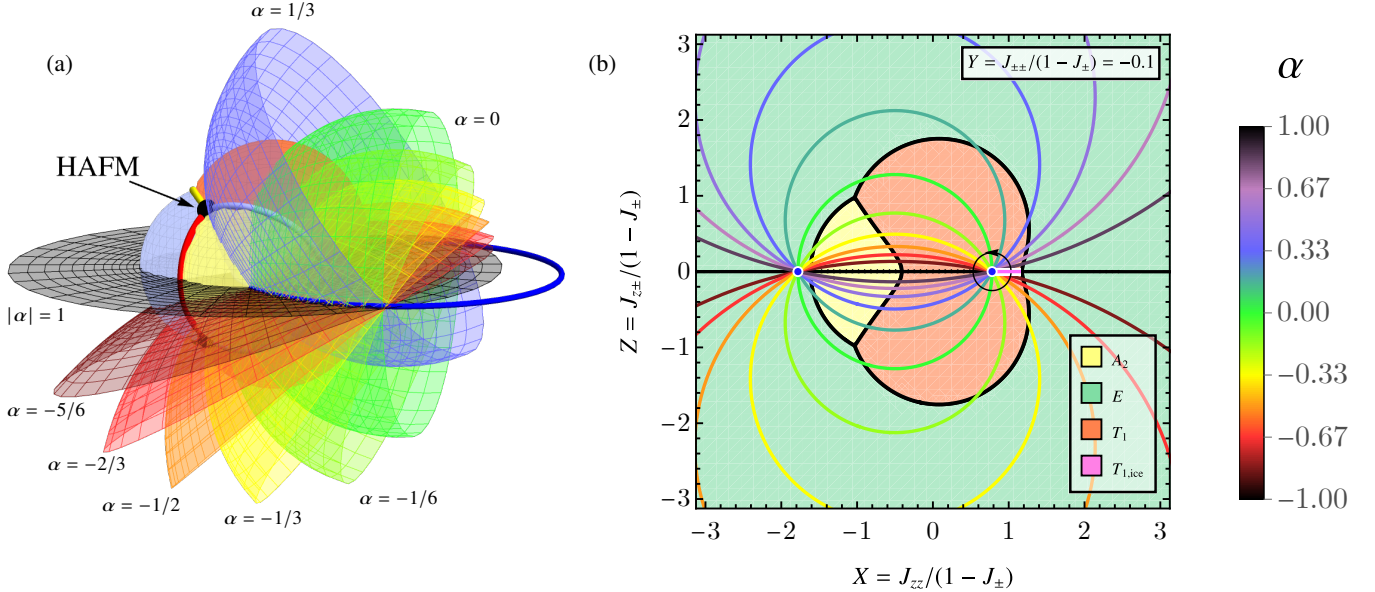 (a)
α = 1/3
α = 0
HAFM
|α| = 1
α = −5/6
α = −2/3
α = −1/2
α = −1/3
α = −1/6
(b)
Y = J±±/(1 − J±) = −0.1
Z = Jz±/(1 − J±)
3
2
1
0
−1
−2
−3
−3 −2 −1 0 1 2 3
X = Jzz/(1 − J±)
A2
E
T1
T1,ice
α
1.00
0.67
0.33
0.00
−0.33
−0.67
−1.00